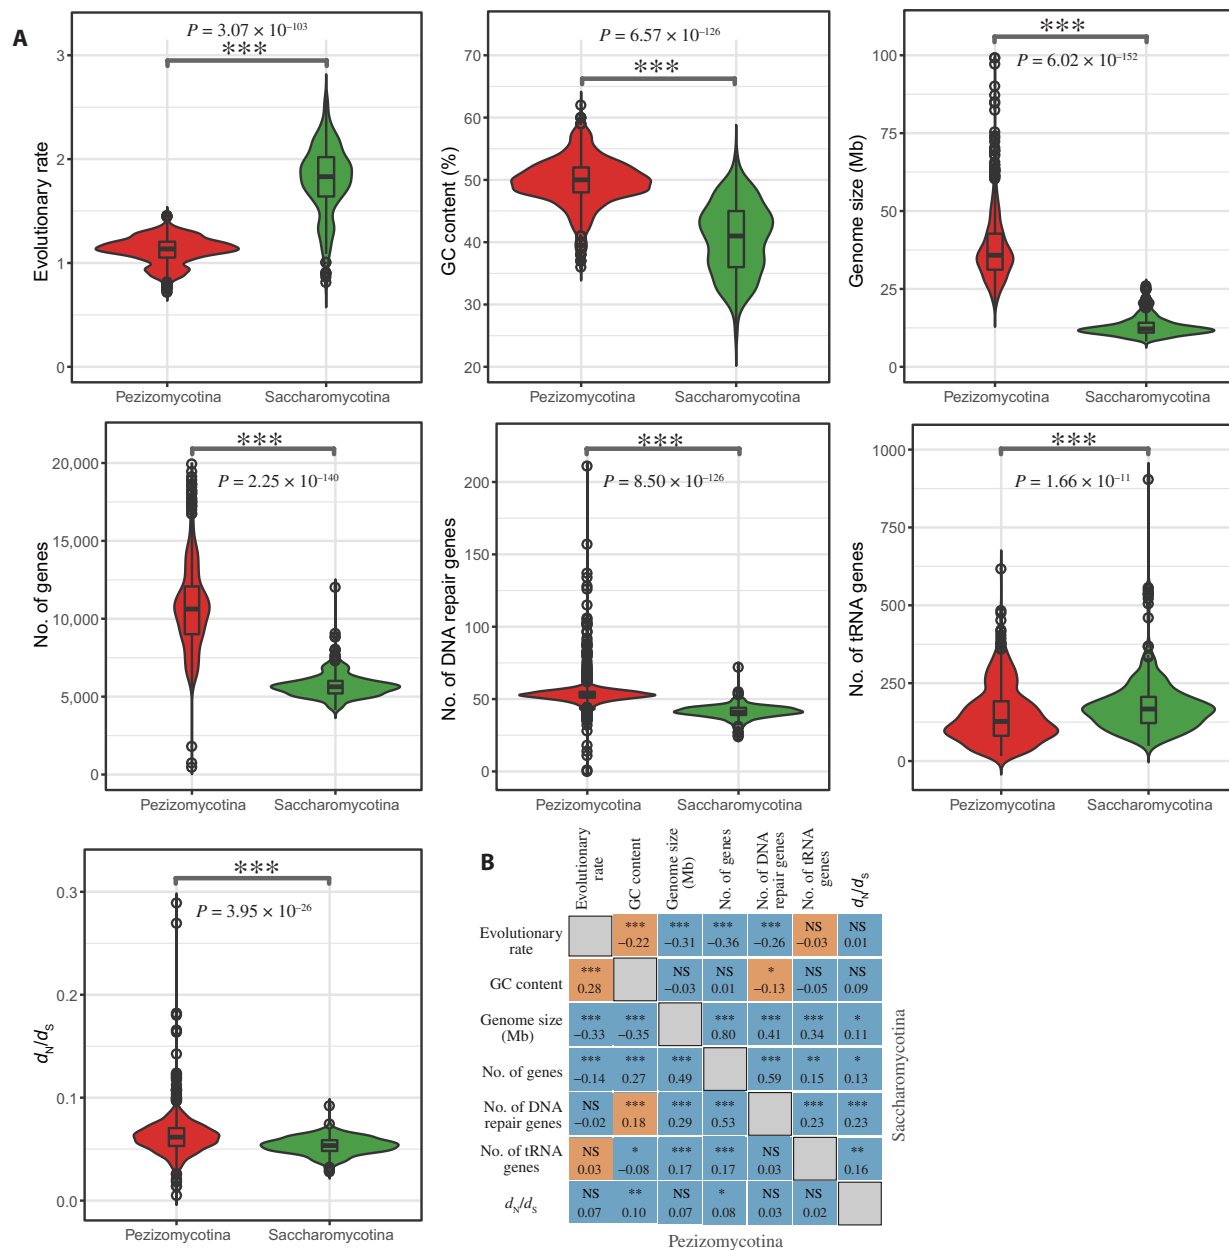 A
P = 3.07 × 10⁻¹⁰³
***
Evolutionary rate
3
2
1
0
Pezizomycotina Saccharomycotina
P = 6.57 × 10⁻¹²⁶
***
GC content (%)
70
60
50
40
30
20
Pezizomycotina Saccharomycotina
***
P = 6.02 × 10⁻¹⁵²
Genome size (Mb)
100
75
50
25
0
Pezizomycotina Saccharomycotina
***
P = 2.25 × 10⁻¹⁴⁰
No. of genes
20,000
15,000
10,000
5,000
0
Pezizomycotina Saccharomycotina
***
P = 8.50 × 10⁻¹²⁶
No. of DNA repair genes
200
150
100
50
0
Pezizomycotina Saccharomycotina
***
P = 1.66 × 10⁻¹¹
No. of tRNA genes
1000
750
500
250
0
Pezizomycotina Saccharomycotina
***
P = 3.95 × 10⁻²⁶
dN/dS
0.3
0.2
0.1
0.0
Pezizomycotina Saccharomycotina
B
Evolutionary
rate
GC content
Genome size
(Mb)
No. of genes
No. of DNA
repair genes
No. of tRNA
genes
dN/dS
Evolutionary
rate
*** *** *** *** NS NS
−0.22 −0.31 −0.36 −0.26 −0.03 0.01
GC content
*** NS NS * NS NS
0.28 −0.03 0.01 −0.13 −0.05 0.09
Genome size
(Mb)
*** *** *** *** *** *
−0.33 −0.35 0.80 0.41 0.34 0.11
No. of genes
*** *** *** *** ** *
−0.14 0.27 0.49 0.59 0.15 0.13
No. of DNA
repair genes
NS *** *** *** *** ***
−0.02 0.18 0.29 0.53 0.23 0.23
No. of tRNA
genes
NS * *** *** NS **
0.03 −0.08 0.17 0.17 0.03 0.16
dN/dS
NS ** NS * NS NS
0.07 0.10 0.07 0.08 0.03 0.02
Saccharomycotina
Pezizomycotina